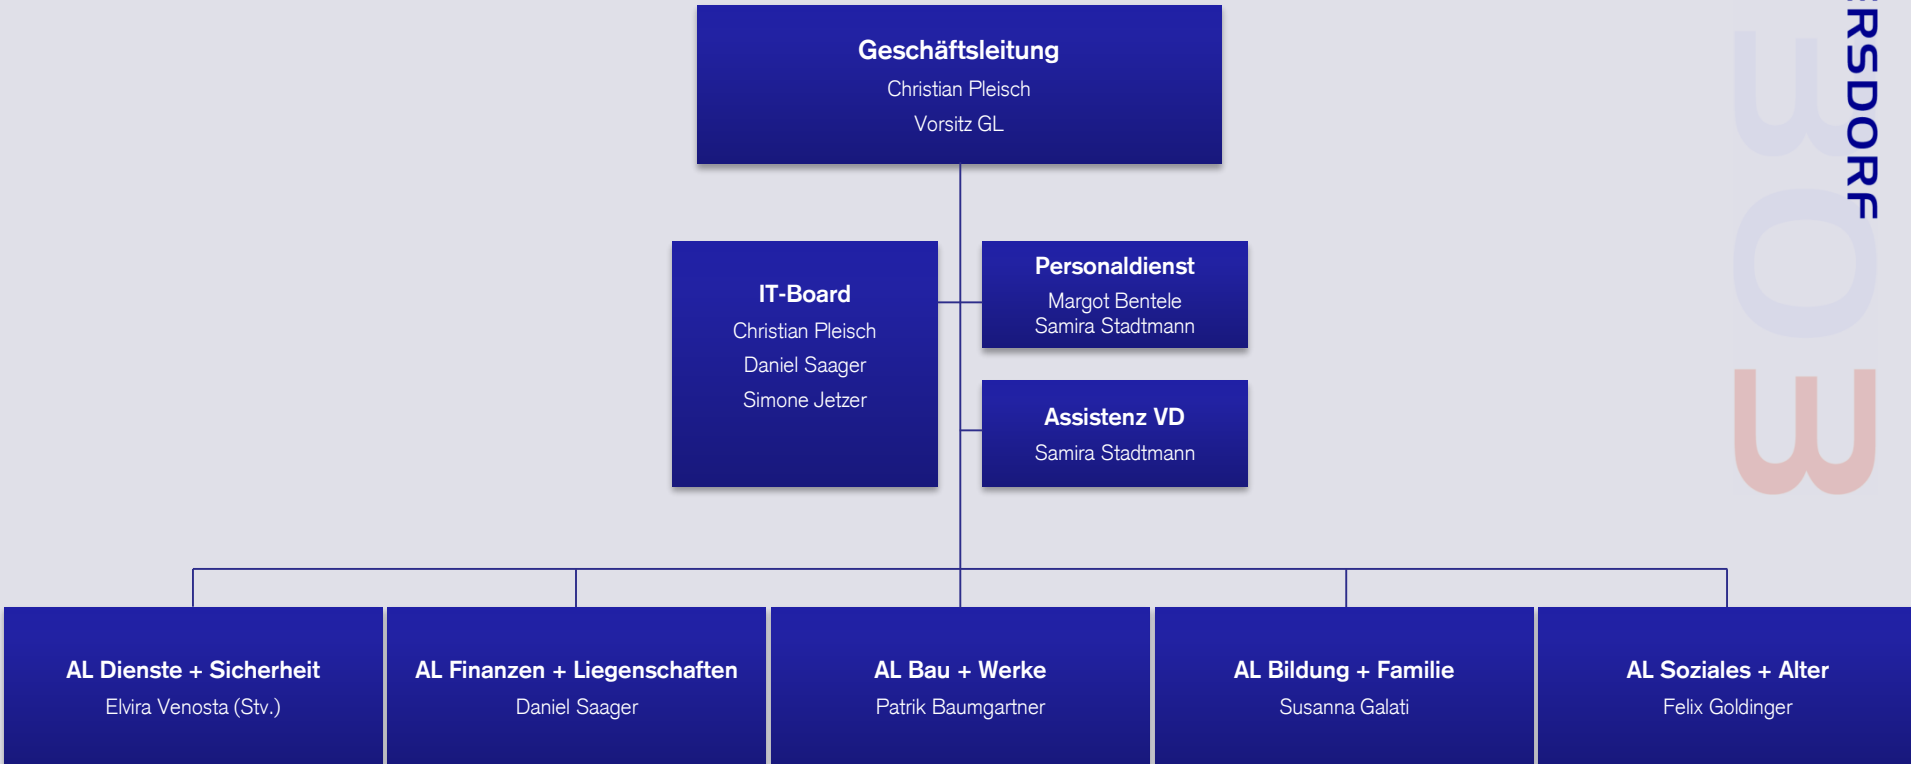 Geschäftsleitung
Christian Pleisch
Vorsitz GL
IT-Board
Christian Pleisch
Daniel Saager
Simone Jetzer
Personaldienst
Margot Bentele
Samira Stadtmann
Assistenz VD
Samira Stadtmann
AL Dienste + Sicherheit
Elvira Venosta (Stv.)
AL Finanzen + Liegenschaften
Daniel Saager
AL Bau + Werke
Patrik Baumgartner
AL Bildung + Familie
Susanna Galati
AL Soziales + Alter
Felix Goldinger
ERSDORF
303